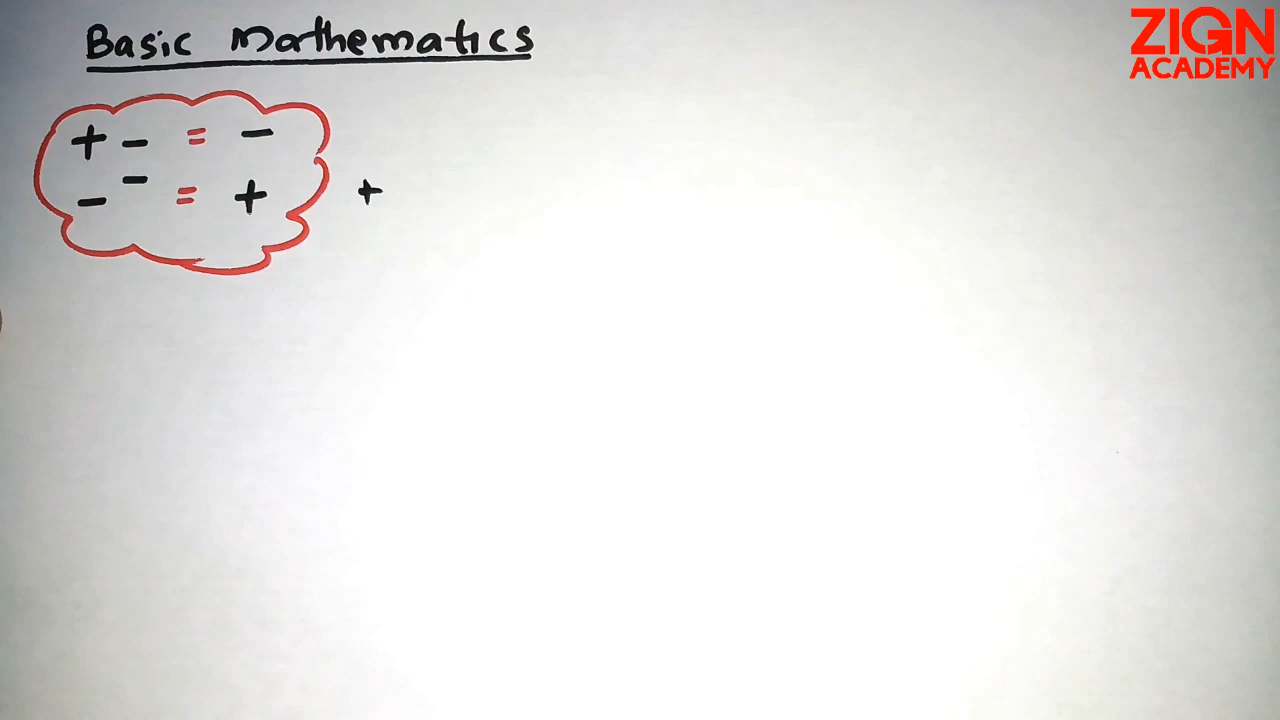 Basic Mathematics
ZIGN
ACADEMY
+ - = -
- - = + +